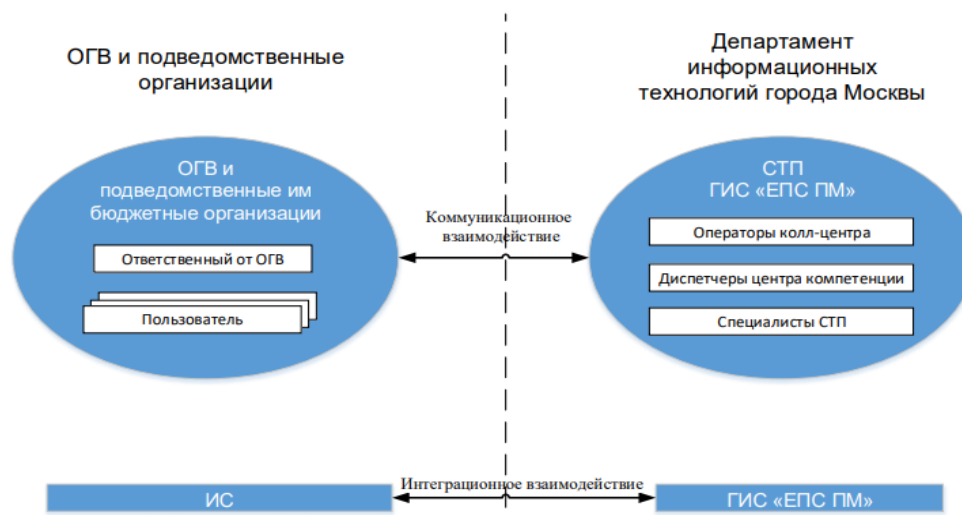 ОГВ и подведомственные
организации
Департамент
информационных
технологий города Москвы
ОГВ и
подведомственные им
бюджетные организации
Ответственный от ОГВ
Пользователь
Коммуникационное
взаимодействие
СТП
ГИС «ЕПС ПМ»
Операторы колл-центра
Диспетчеры центра компетенции
Специалисты СТП
ИС
Интеграционное взаимодействие
ГИС «ЕПС ПМ»